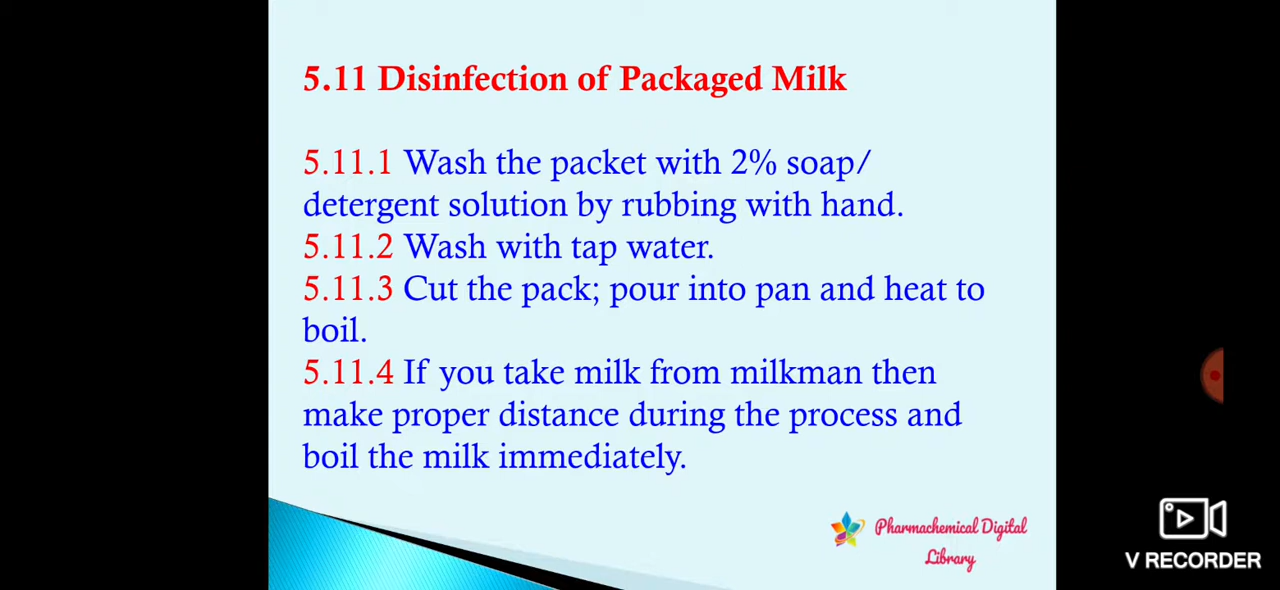 5.11 Disinfection of Packaged Milk
5.11.1 Wash the packet with 2% soap/
detergent solution by rubbing with hand.
5.11.2 Wash with tap water.
5.11.3 Cut the pack; pour into pan and heat to
boil.
5.11.4 If you take milk from milkman then
make proper distance during the process and
boil the milk immediately.
Pharmachemical Digital
Library
V RECORDER